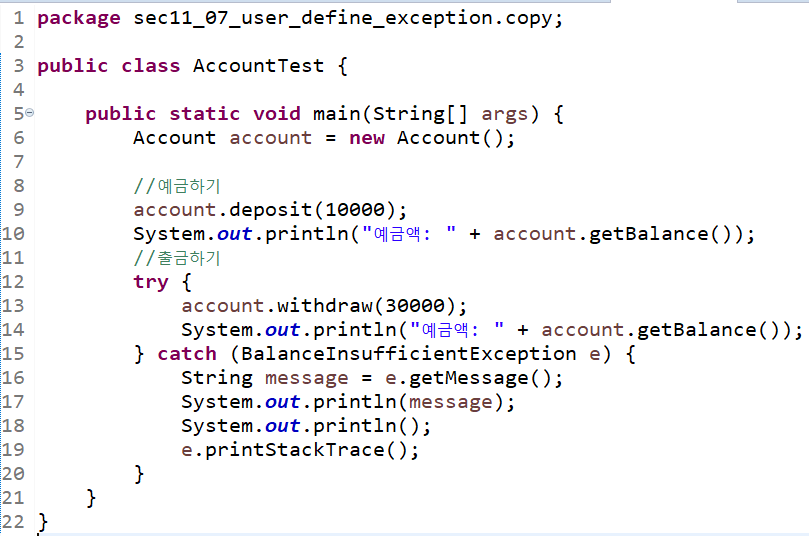 1 package sec11_07_user_define_exception.copy;
2
3 public class AccountTest {
4
5 public static void main(String[] args) {
6 Account account = new Account();
7
8 //예금하기
9 account.deposit(10000);
10 System.out.println("예금액: " + account.getBalance());
11 //출금하기
12 try {
13 account.withdraw(30000);
14 System.out.println("예금액: " + account.getBalance());
15 } catch (BalanceInsufficientException e) {
16 String message = e.getMessage();
17 System.out.println(message);
18 System.out.println();
19 e.printStackTrace();
20 }
21 }
22 }